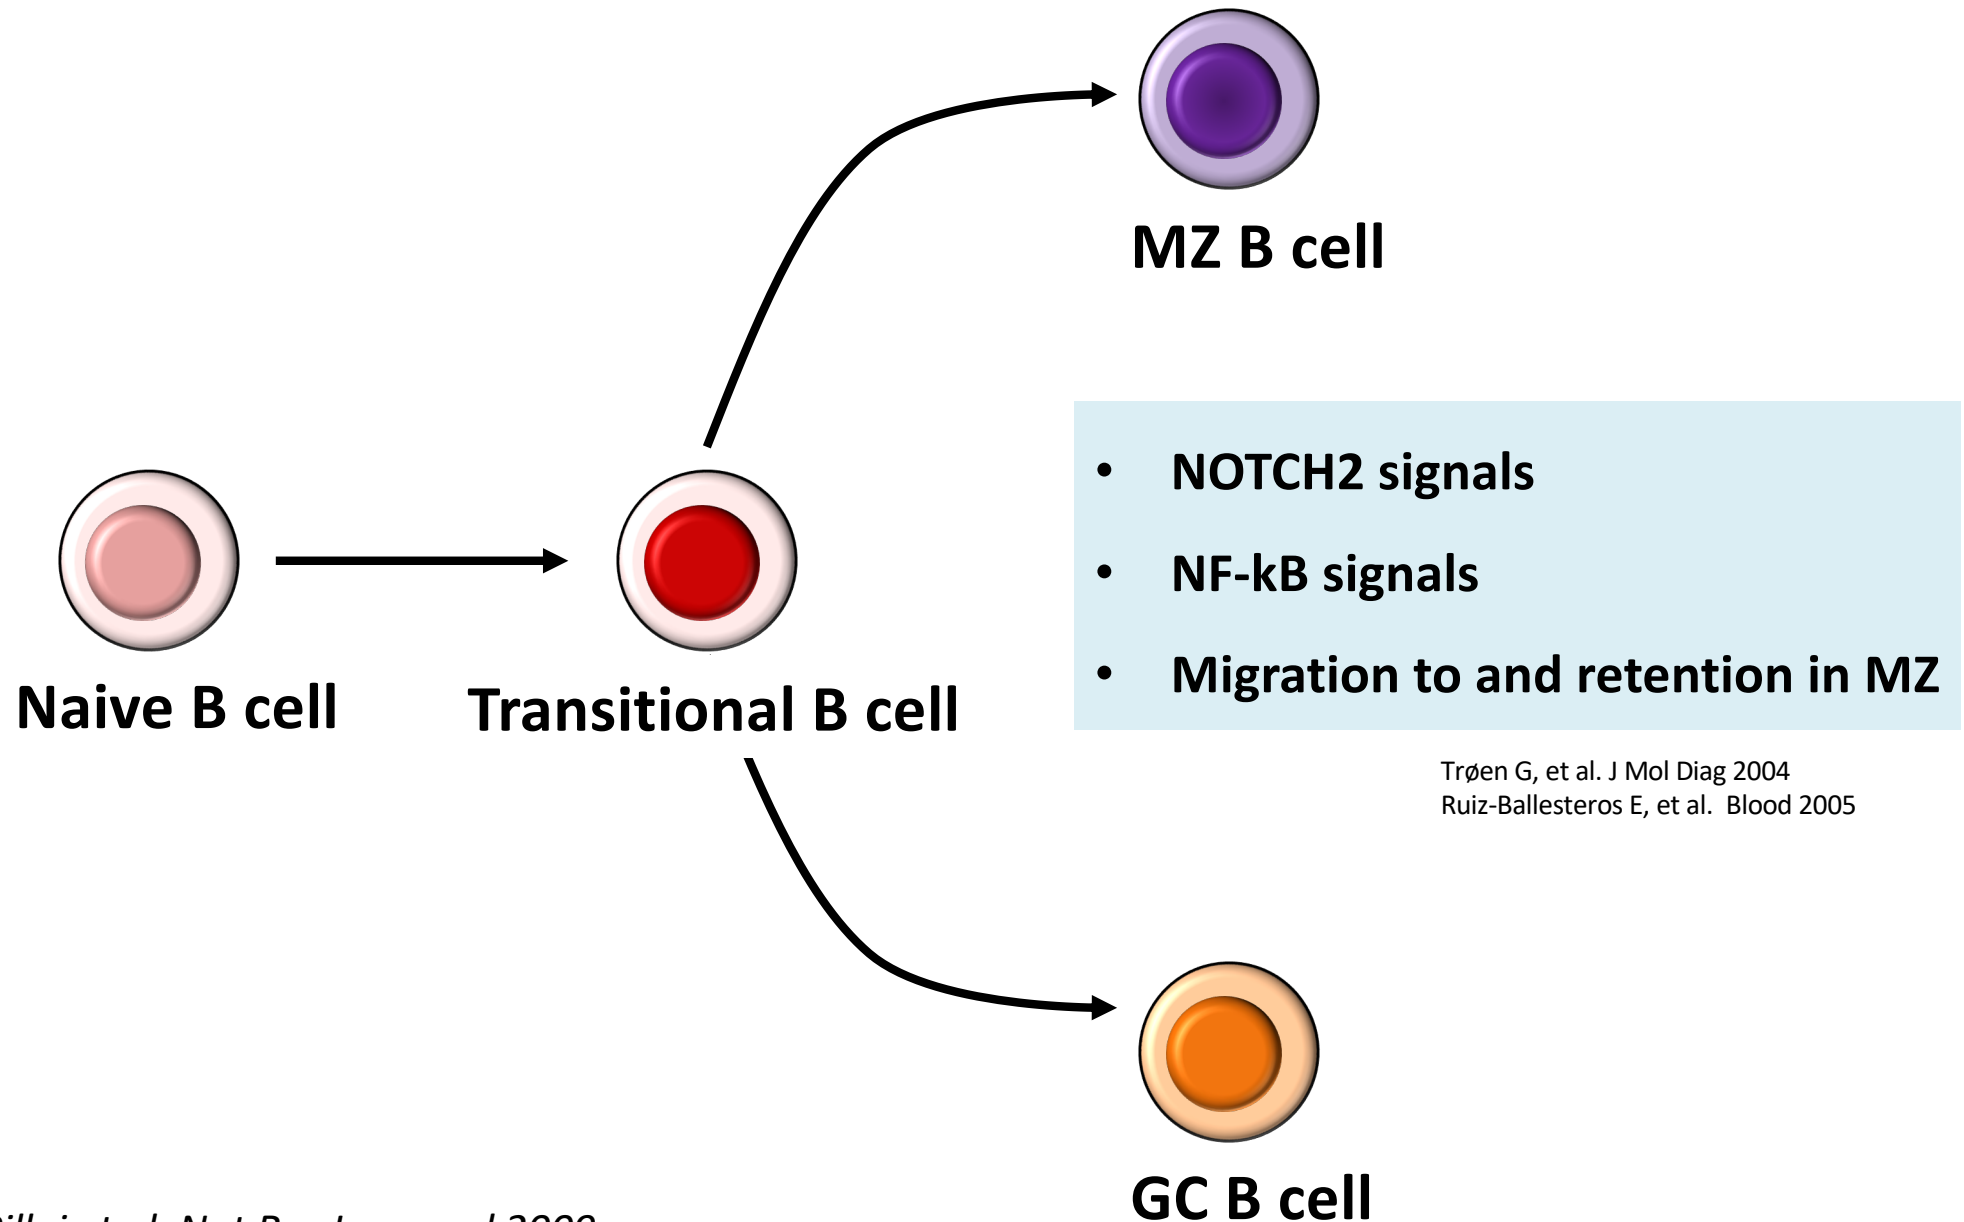 MZ B cell
• NOTCH2 signals
• NF-kB signals
• Migration to and retention in MZ
Naive B cell
Transitional B cell
Trøen G, et al. J Mol Diag 2004
Ruiz-Ballesteros E, et al. Blood 2005
GC B cell